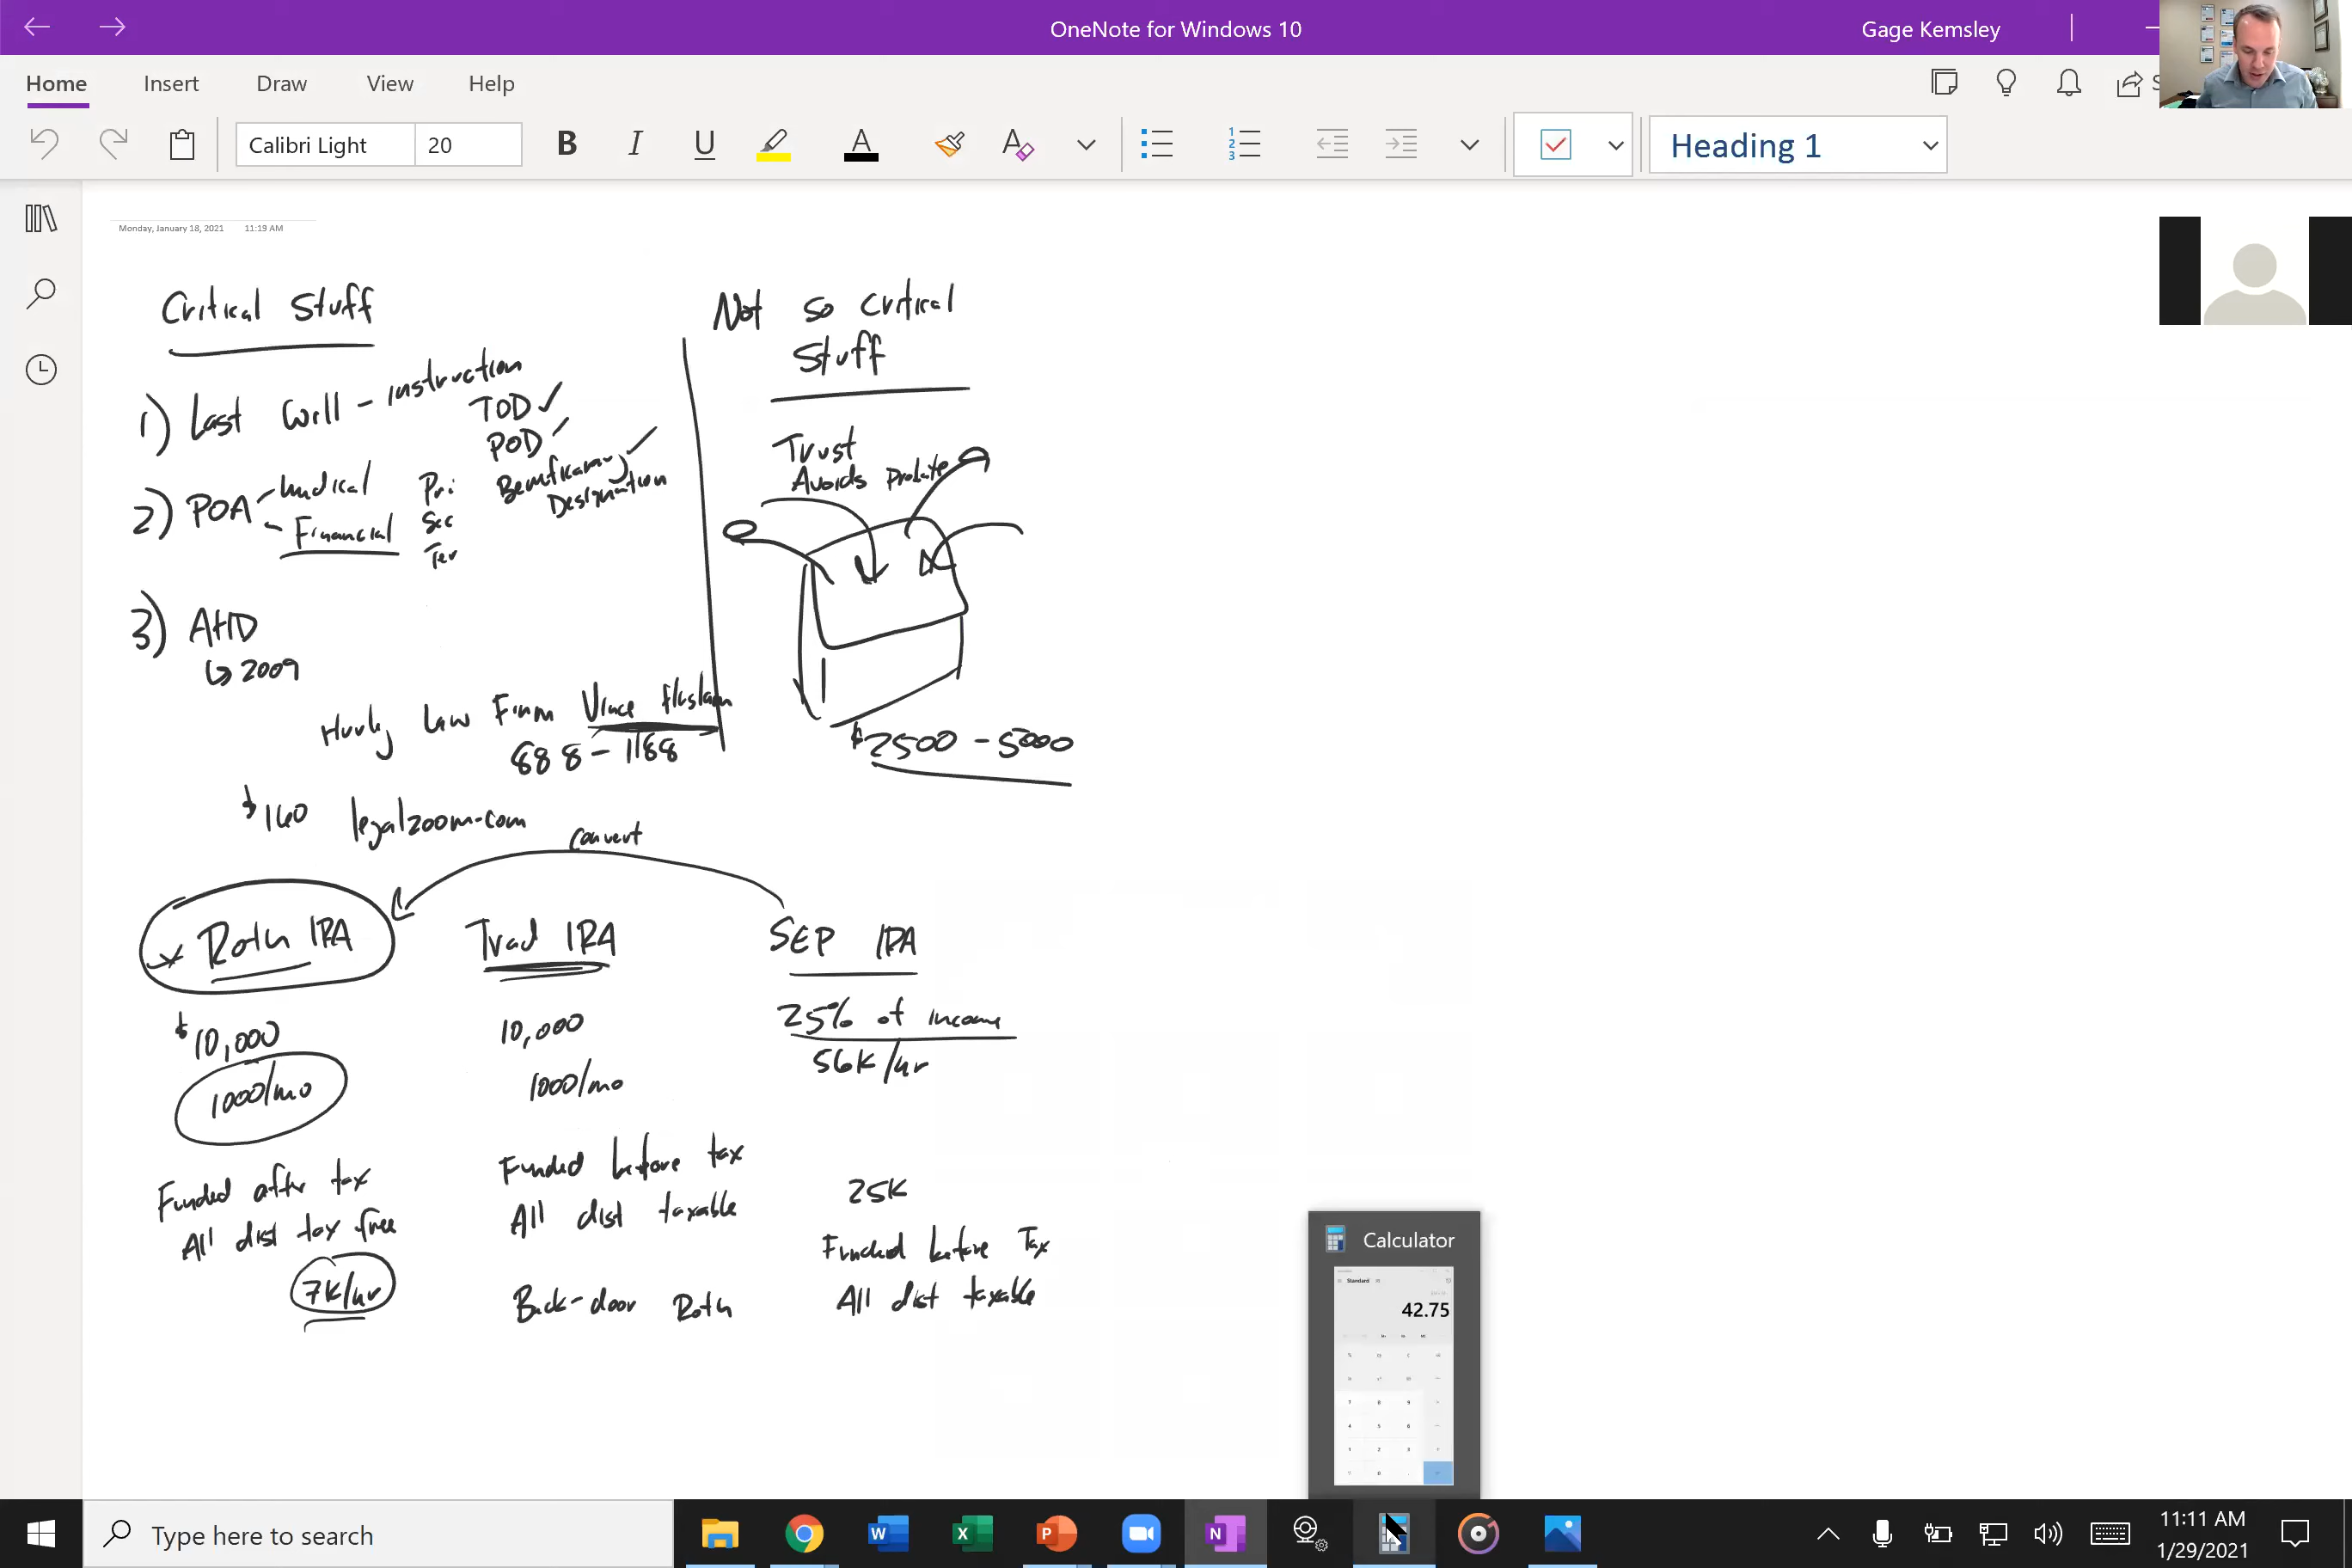 OneNote for Windows 10
Gage Kemsley
Home Insert Draw View Help
Calibri Light 20 B I U A A Heading 1
Monday, January 18, 2021 11:19 AM
Critical Stuff
1) Last Will - instruction
TOD ✓
POD ✓
Designation ✓
2) POA - Medical
- Financial
Pri
Sec
Ter
3) AHD
↳ 2009
Law Firm Vince
888-1188
$160 legalzoom.com
Not so critical
Stuff
Trust
Avoids Probate
$2500 - 5000
convert
Roth IRA
$10,000
1000/mo
Funded after tax
All dist tax free
7K/yr
Trad IRA
10,000
1000/mo
Funded before tax
All dist taxable
Back-door Roth
SEP IRA
25% of income
56K/yr
25K
Funded before Tax
All dist taxable
Calculator
Standard
42.75
Type here to search
11:11 AM
1/29/2021